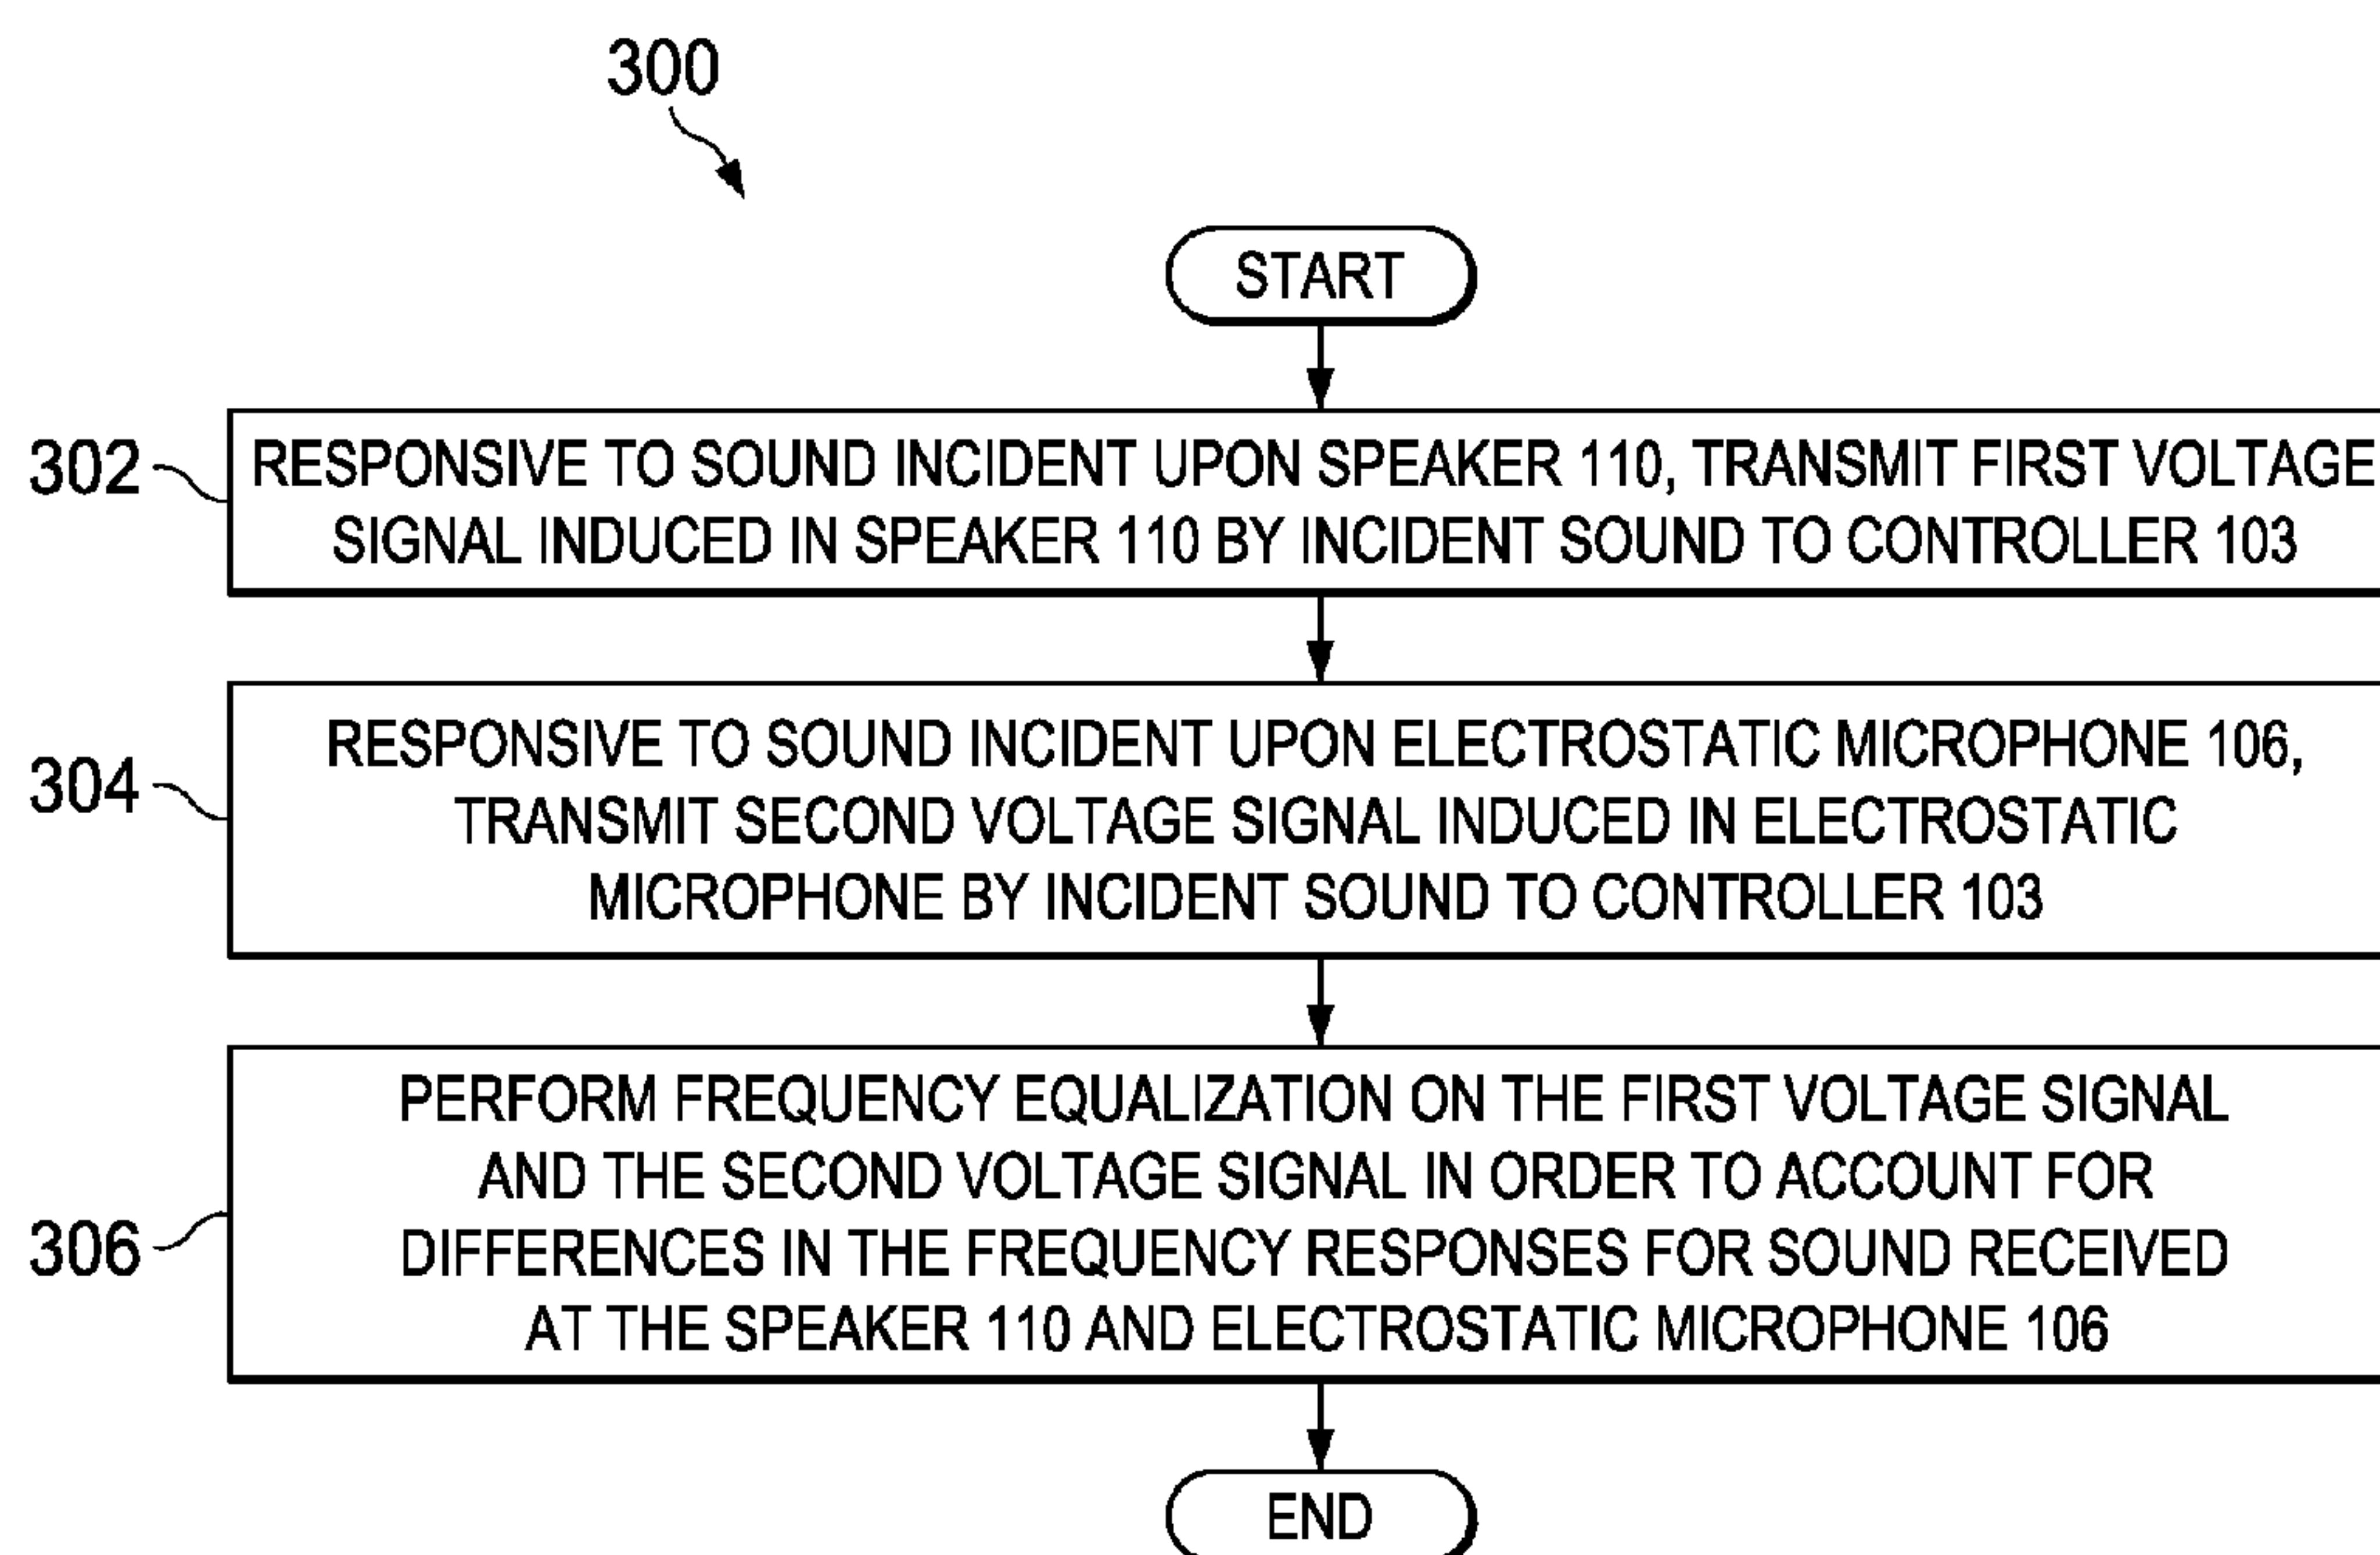 300
START
302
RESPONSIVE TO SOUND INCIDENT UPON SPEAKER 110, TRANSMIT FIRST VOLTAGE
SIGNAL INDUCED IN SPEAKER 110 BY INCIDENT SOUND TO CONTROLLER 103
304
RESPONSIVE TO SOUND INCIDENT UPON ELECTROSTATIC MICROPHONE 106,
TRANSMIT SECOND VOLTAGE SIGNAL INDUCED IN ELECTROSTATIC
MICROPHONE BY INCIDENT SOUND TO CONTROLLER 103
306
PERFORM FREQUENCY EQUALIZATION ON THE FIRST VOLTAGE SIGNAL
AND THE SECOND VOLTAGE SIGNAL IN ORDER TO ACCOUNT FOR
DIFFERENCES IN THE FREQUENCY RESPONSES FOR SOUND RECEIVED
AT THE SPEAKER 110 AND ELECTROSTATIC MICROPHONE 106
END